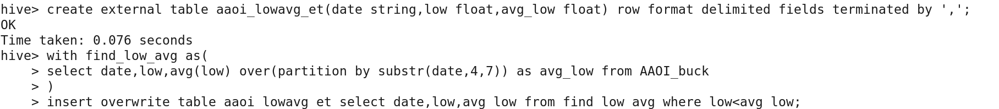 hive> create external table aaoi_lowavg_et(date string,low float,avg_low float) row format delimited fields terminated by ',';
OK
Time taken: 0.076 seconds
hive> with find_low_avg as(
    > select date,low,avg(low) over(partition by substr(date,4,7)) as avg_low from AAOI_buck
    > )
    > insert overwrite table aaoi lowavg et select date,low,avg low from find low avg where low<avg low;